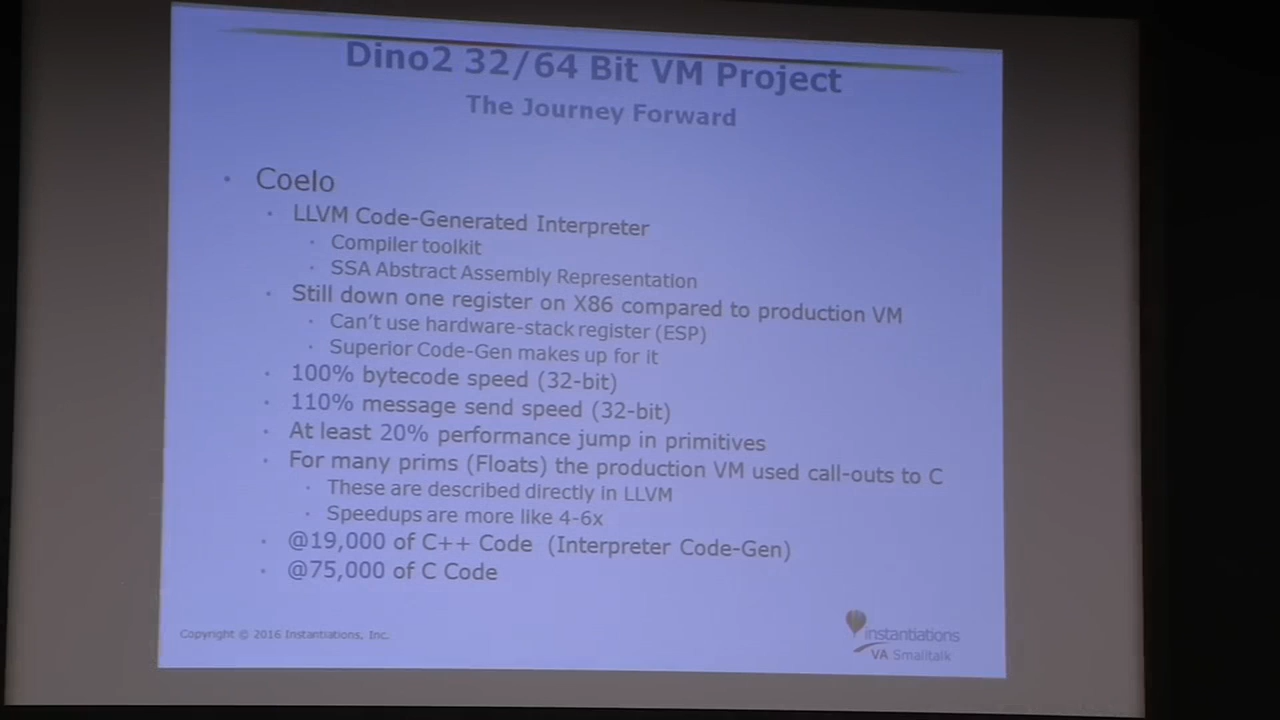 Dino2 32/64 Bit VM Project
The Journey Forward
• Coelo
• LLVM Code-Generated Interpreter
• Compiler toolkit
• SSA Abstract Assembly Representation
• Still down one register on X86 compared to production VM
• Can't use hardware-stack register (ESP)
• Superior Code-Gen makes up for it
• 100% bytecode speed (32-bit)
• 110% message send speed (32-bit)
• At least 20% performance jump in primitives
• For many prims (Floats) the production VM used call-outs to C
• These are described directly in LLVM
• Speedups are more like 4-6x
• @19,000 of C++ Code (Interpreter Code-Gen)
• @75,000 of C Code
Copyright © 2016 Instantiations, Inc.
instantiations
VA Smalltalk